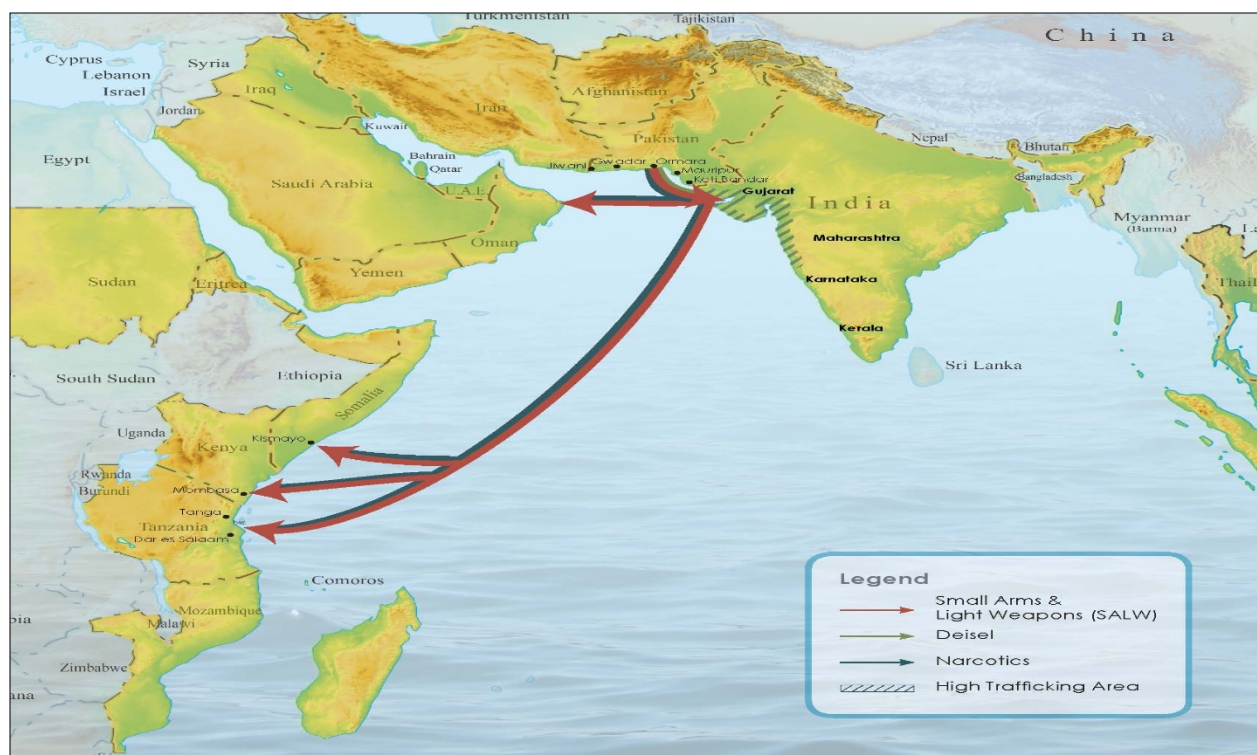 Turkmenistan
Tajikistan
China
Cyprus
Lebanon
Israel
Syria
Iraq
Iran
Afghanistan
Jordan
Kuwait
Pakistan
Nepal
Bhutan
Egypt
Bahrain
Qatar
Jiwani
Gwadar
Ormara
Mauripur
Keti Bandar
Bangladesh
Saudi Arabia
U.A.E
Gujarat
India
Myanmar
(Burma)
Oman
Maharashtra
Sudan
Eritrea
Yemen
Karnataka
Thail
Kerala
South Sudan
Ethiopia
Somalia
Sri Lanka
Uganda
Kenya
Kismayo
Rwanda
Burundi
Mombasa
Tanga
Tanzania
Dar es Salaam
Comoros
Mozambique
Malawi
Zimbabwe
Legend
Small Arms &
Light Weapons (SALW)
Deisel
Narcotics
High Trafficking Area